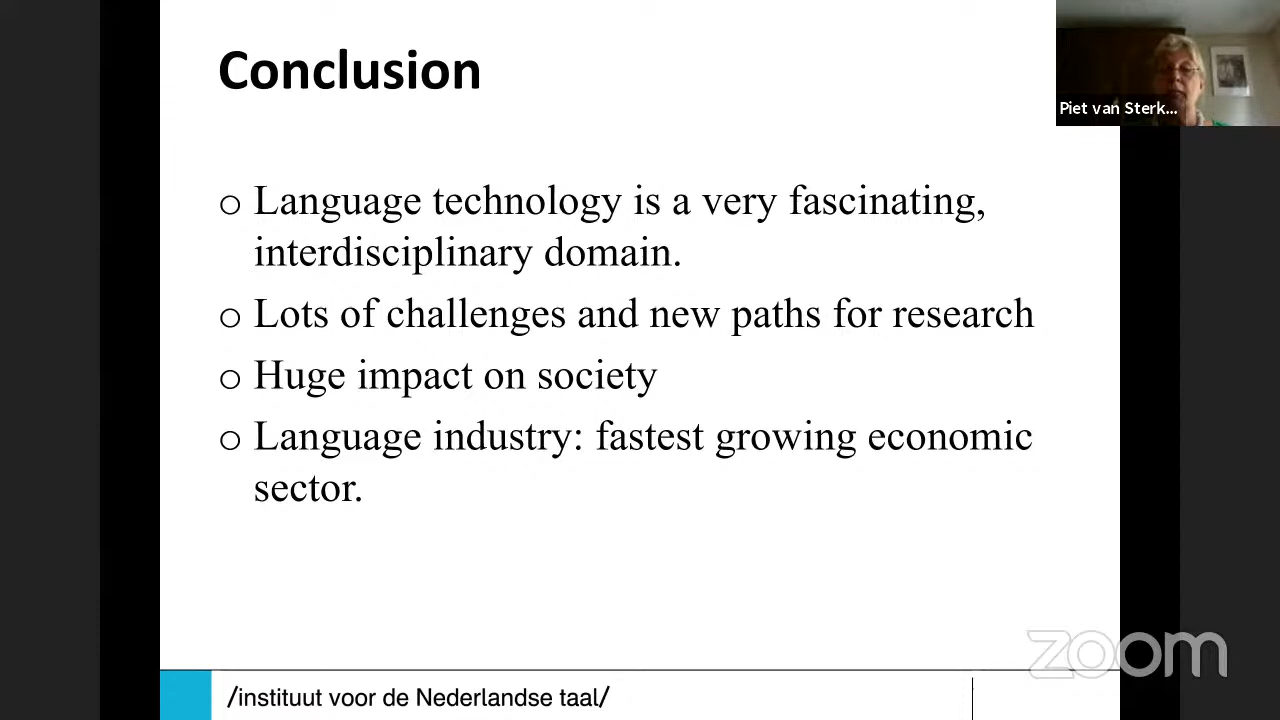 Conclusion
Piet van Sterk...
o Language technology is a very fascinating,
interdisciplinary domain.
o Lots of challenges and new paths for research
o Huge impact on society
o Language industry: fastest growing economic
sector.
zoom
/instituut voor de Nederlandse taal/